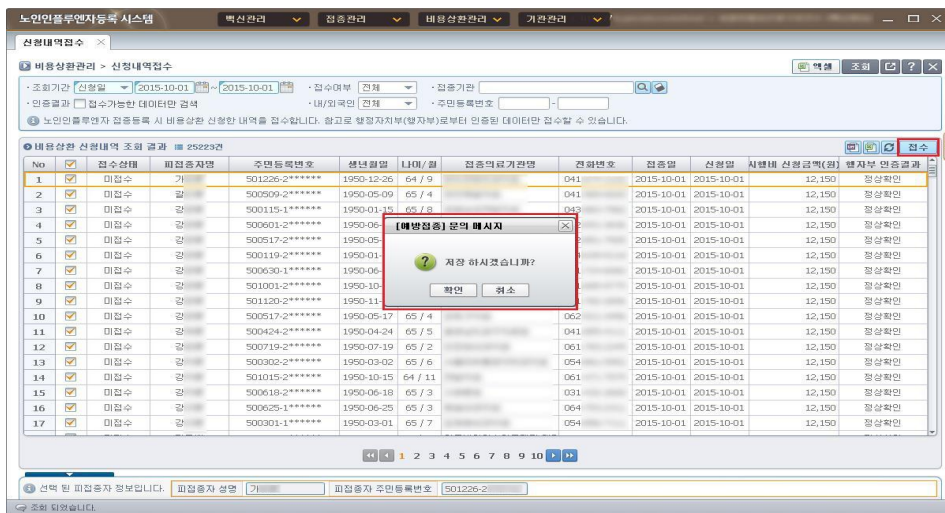 노인인플루엔자등록 시스템 백신관리 접종관리 비용상환관리 기관관리
신청내역접수
비용상환관리 > 신청내역접수 엑셀 조회
조회기간 신청일 2015-10-01 ~ 2015-10-01 접수여부 전체 접종기관
인증결과 접수가능한 데이터만 검색 내/외국인 전체 주민등록번호 -
노인인플루엔자 접종등록 시 비용상환 신청한 내역을 접수합니다. 참고로 행정자치부(행자부)로부터 인증된 데이터만 접수할 수 있습니다.
비용상환 신청내역 조회 결과 25223건 접수
No 접수상태 피접종자명 주민등록번호 생년월일 나이/월 접종의료기관명 전화번호 접종일 신청일 시행비 신청금액(원) 행자부 인증결과
1 미접수 가 501226-2****** 1950-12-26 64 / 9 041 2015-10-01 2015-10-01 12,150 정상확인
2 미접수 갈 500509-2****** 1950-05-09 65 / 4 041 2015-10-01 2015-10-01 12,150 정상확인
3 미접수 강 500115-1****** 1950-01-15 65 / 8 043 2015-10-01 2015-10-01 12,150 정상확인
4 미접수 강 500601-2****** 1950-06- 2015-10-01 2015-10-01 12,150 정상확인
5 미접수 강 500517-2****** 1950-05- 2015-10-01 2015-10-01 12,150 정상확인
6 미접수 강 500119-2****** 1950-01- 2015-10-01 2015-10-01 12,150 정상확인
7 미접수 강 500630-1****** 1950-06- 2015-10-01 2015-10-01 12,150 정상확인
8 미접수 강 501001-2****** 1950-10- 2015-10-01 2015-10-01 12,150 정상확인
9 미접수 강 501120-2****** 1950-11- 2015-10-01 2015-10-01 12,150 정상확인
[예방접종] 문의 메시지
저장 하시겠습니까?
확인 취소
10 미접수 강 500517-2****** 1950-05-17 65 / 4 062 2015-10-01 2015-10-01 12,150 정상확인
11 미접수 강 500424-2****** 1950-04-24 65 / 5 041 2015-10-01 2015-10-01 12,150 정상확인
12 미접수 강 500719-2****** 1950-07-19 65 / 2 061 2015-10-01 2015-10-01 12,150 정상확인
13 미접수 강 500302-2****** 1950-03-02 65 / 6 054 2015-10-01 2015-10-01 12,150 정상확인
14 미접수 강 501015-2****** 1950-10-15 64 / 11 061 2015-10-01 2015-10-01 12,150 정상확인
15 미접수 강 500618-2****** 1950-06-18 65 / 3 031 2015-10-01 2015-10-01 12,150 정상확인
16 미접수 강 500625-1****** 1950-06-25 65 / 3 064 2015-10-01 2015-10-01 12,150 정상확인
17 미접수 강 500301-1****** 1950-03-01 65 / 7 054 2015-10-01 2015-10-01 12,150 정상확인
1 2 3 4 5 6 7 8 9 10
선택 된 피접종자 정보입니다. 피접종자 성명 가 피접종자 주민등록번호 501226-2
조회 되었습니다.